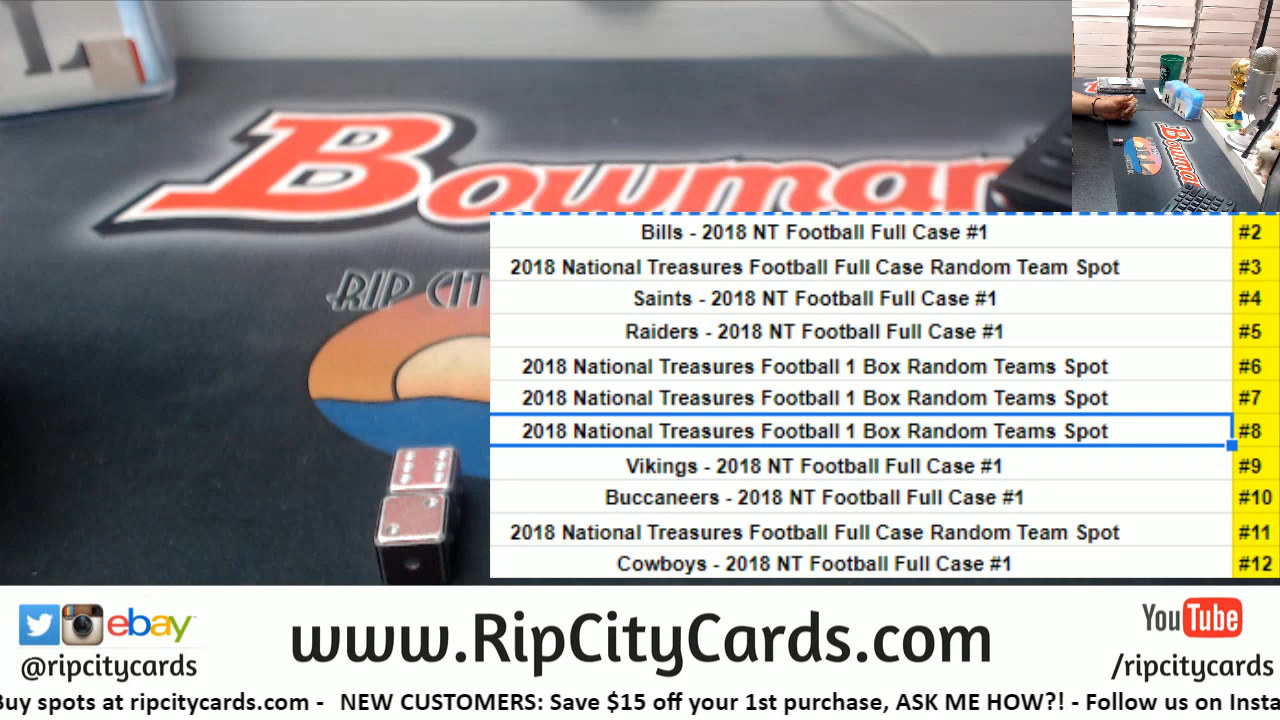 Bowman
RIP CIT
Bills - 2018 NT Football Full Case #1 #2
2018 National Treasures Football Full Case Random Team Spot #3
Saints - 2018 NT Football Full Case #1 #4
Raiders - 2018 NT Football Full Case #1 #5
2018 National Treasures Football 1 Box Random Teams Spot #6
2018 National Treasures Football 1 Box Random Teams Spot #7
2018 National Treasures Football 1 Box Random Teams Spot #8
Vikings - 2018 NT Football Full Case #1 #9
Buccaneers - 2018 NT Football Full Case #1 #10
2018 National Treasures Football Full Case Random Team Spot #11
Cowboys - 2018 NT Football Full Case #1 #12
ebay
@ripcitycards
www.RipCityCards.com
YouTube
/ripcitycards
Buy spots at ripcitycards.com - NEW CUSTOMERS: Save $15 off your 1st purchase, ASK ME HOW?! - Follow us on Insta